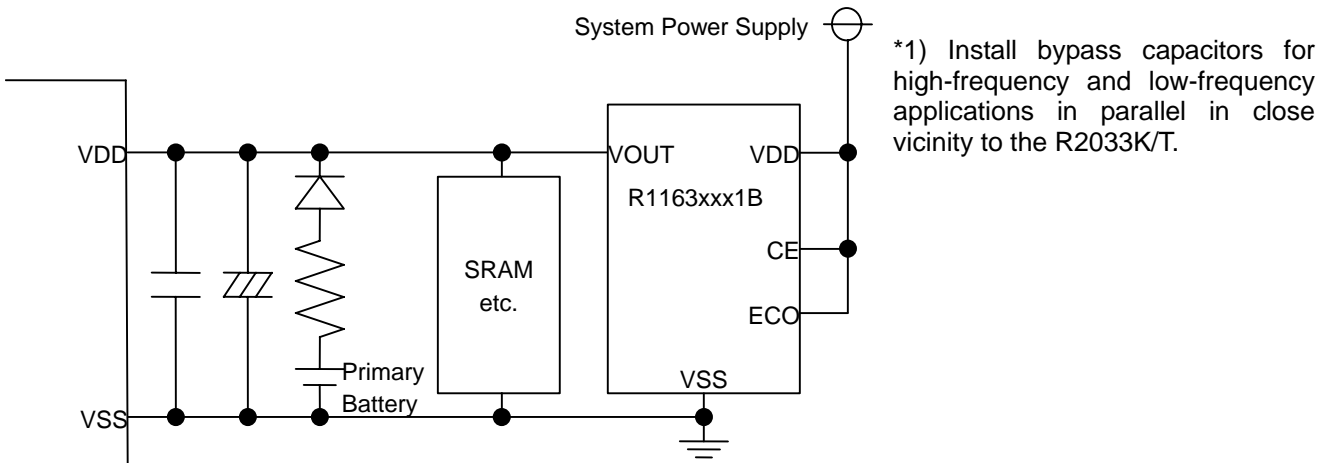 System Power Supply
*1) Install bypass capacitors for
high-frequency and low-frequency
applications in parallel in close
vicinity to the R2033K/T.
VDD
VOUT
VDD
R1163xxx1B
CE
SRAM
etc.
ECO
Primary
Battery
VSS
VSS